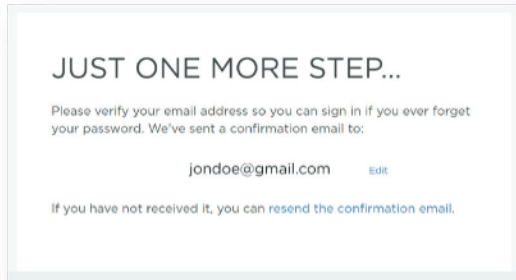 JUST ONE MORE STEP...
Please verify your email address so you can sign in if you ever forget
your password. We've sent a confirmation email to:
jondoe@gmail.com Edit
If you have not received it, you can resend the confirmation email.